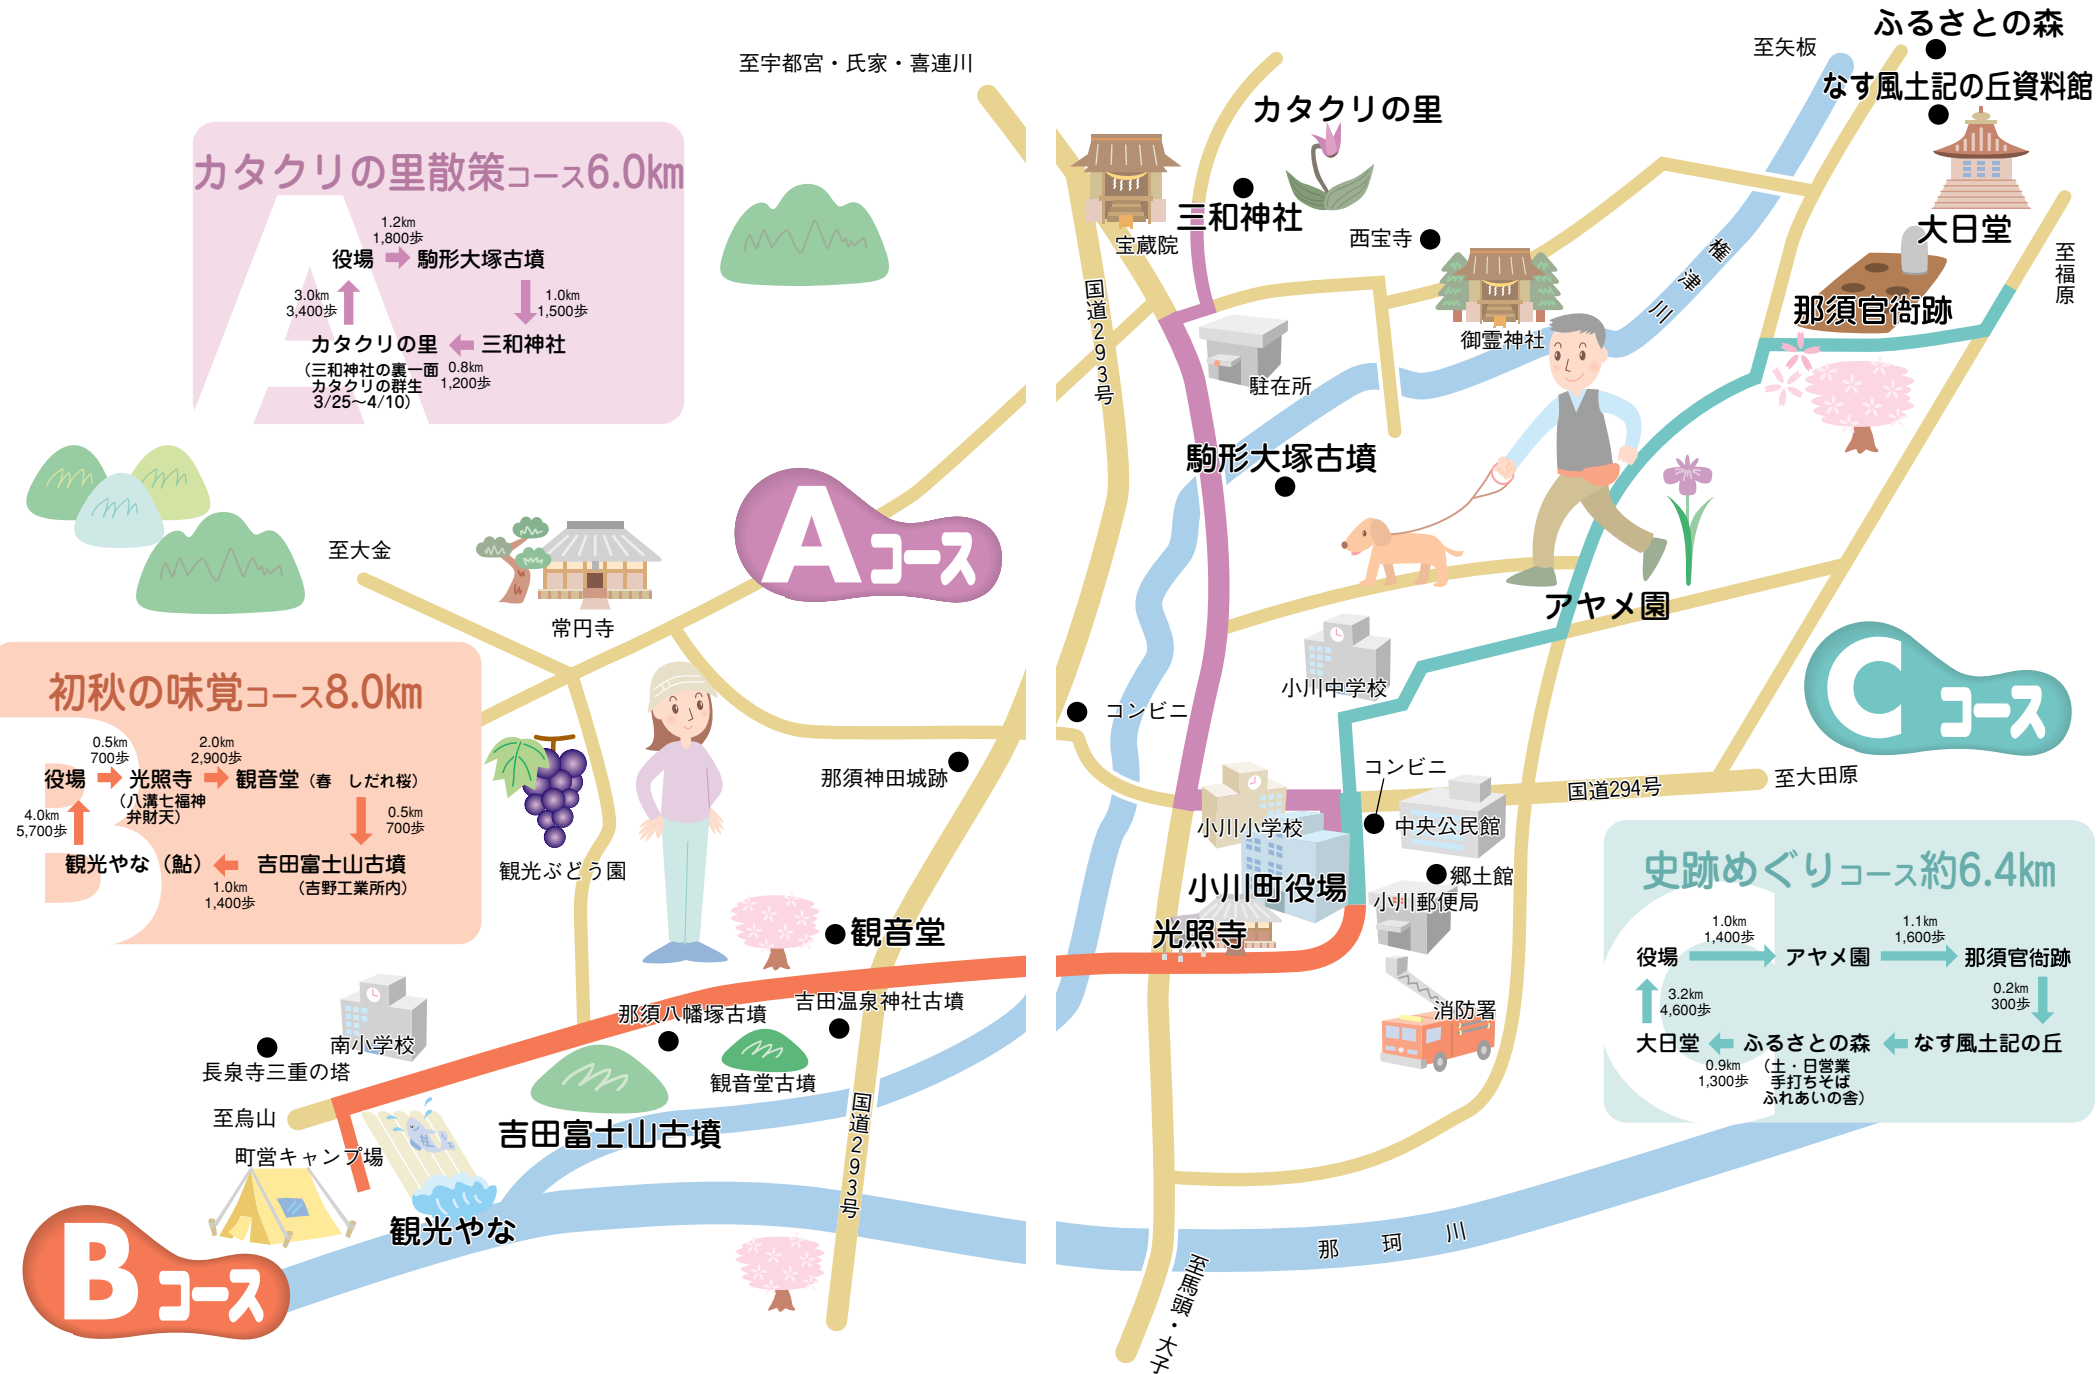 至宇都宮・氏家・喜連川
カタクリの里散策コース6.0km
A
1.2km
1,800歩
役場
駒形大塚古墳
3.0km
3,400歩
1.0km
1,500歩
カタクリの里
三和神社
(三和神社の裏一面
カタクリの群生
3/25〜4/10)
0.8km
1,200歩
Aコース
至大金
常円寺
初秋の味覚コース8.0km
B
0.5km
700歩
2.0km
2,900歩
役場
光照寺
観音堂(春 しだれ桜)
(八溝七福神
弁財天)
4.0km
5,700歩
0.5km
700歩
観光やな(鮎)
吉田富士山古墳
(吉野工業所内)
1.0km
1,400歩
観光ぶどう園
那須神田城跡
観音堂
吉田温泉神社古墳
那須八幡塚古墳
観音堂古墳
南小学校
長泉寺三重の塔
至烏山
町営キャンプ場
吉田富士山古墳
国道293号
観光やな
Bコース
ふるさとの森
至矢板
なす風土記の丘資料館
カタクリの里
三和神社
宝蔵院
西宝寺
大日堂
至福原
権津川
国道293号
那須官衙跡
御霊神社
駐在所
駒形大塚古墳
アヤメ園
小川中学校
コンビニ
Cコース
コンビニ
国道294号
至大田原
小川小学校
中央公民館
小川町役場
郷土館
小川郵便局
光照寺
消防署
史跡めぐりコース約6.4km
C
1.0km
1,400歩
1.1km
1,600歩
役場
アヤメ園
那須官衙跡
3.2km
4,600歩
0.2km
300歩
大日堂
ふるさとの森
なす風土記の丘
0.9km
1,300歩
(土・日営業
手打ちそば
ふれあいの舎)
那珂川
至馬頭・大子